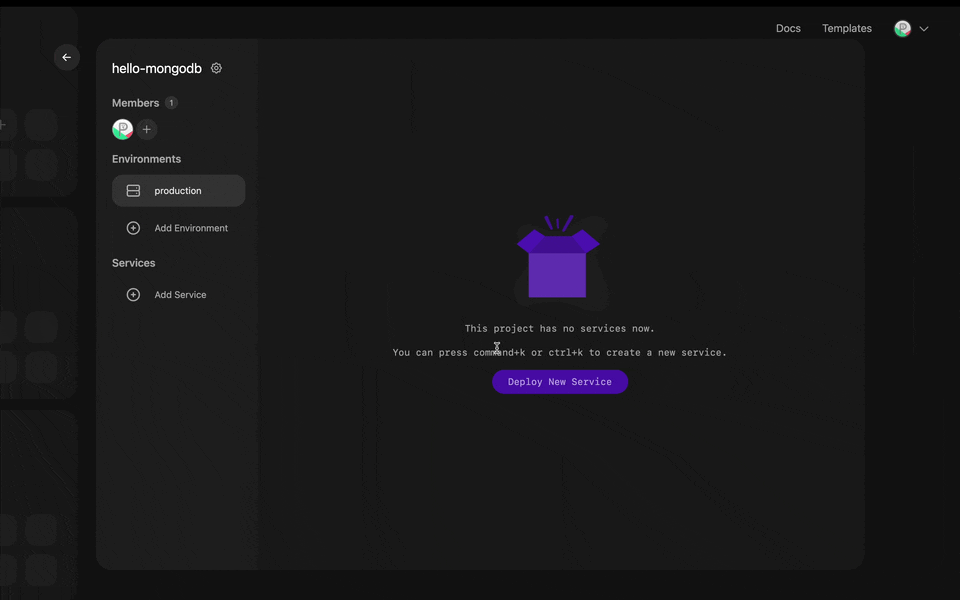 Docs
Templates
hello-mongodb
Members 1
Environments
production
Add Environment
Services
Add Service
This project has no services now.
You can press command+k or ctrl+k to create a new service.
Deploy New Service